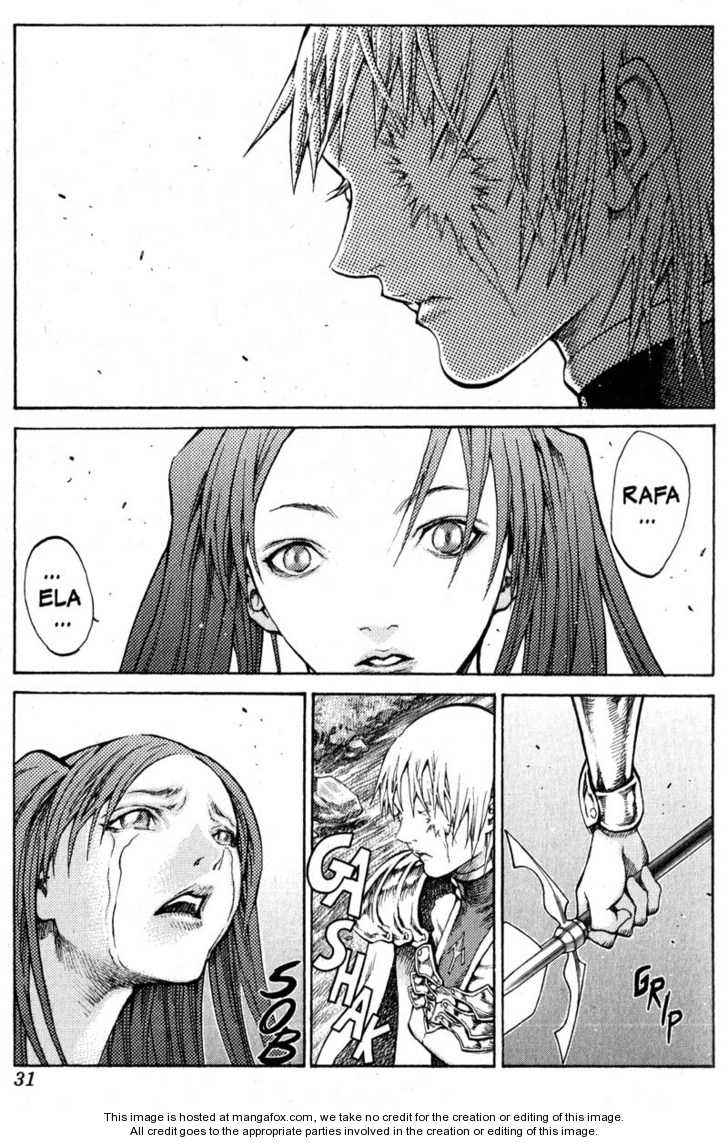 RAFA
...
...
ELA
...
SOB
GA
SHAK
GRIP
31
This image is hosted at mangafox.com, we take no credit for the creation or editing of this image.
All credit goes to the appropriate parties involved in the creation or editing of this image.